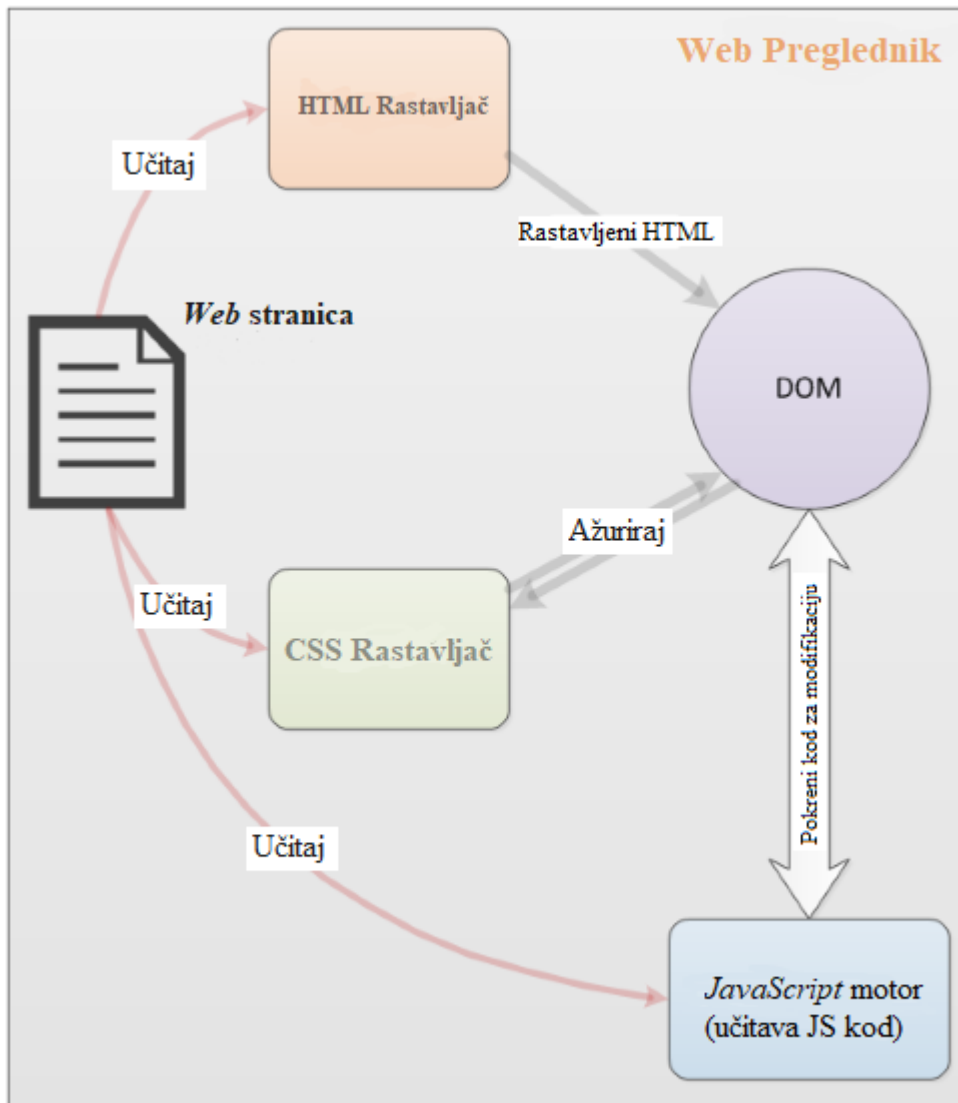 Web Preglednik
HTML Rastavljač
Učitaj
Rastavljeni HTML
Web stranica
DOM
Ažuriraj
Učitaj
CSS Rastavljač
Pokreni kod za modifikaciju
Učitaj
JavaScript motor
(učitava JS kod)